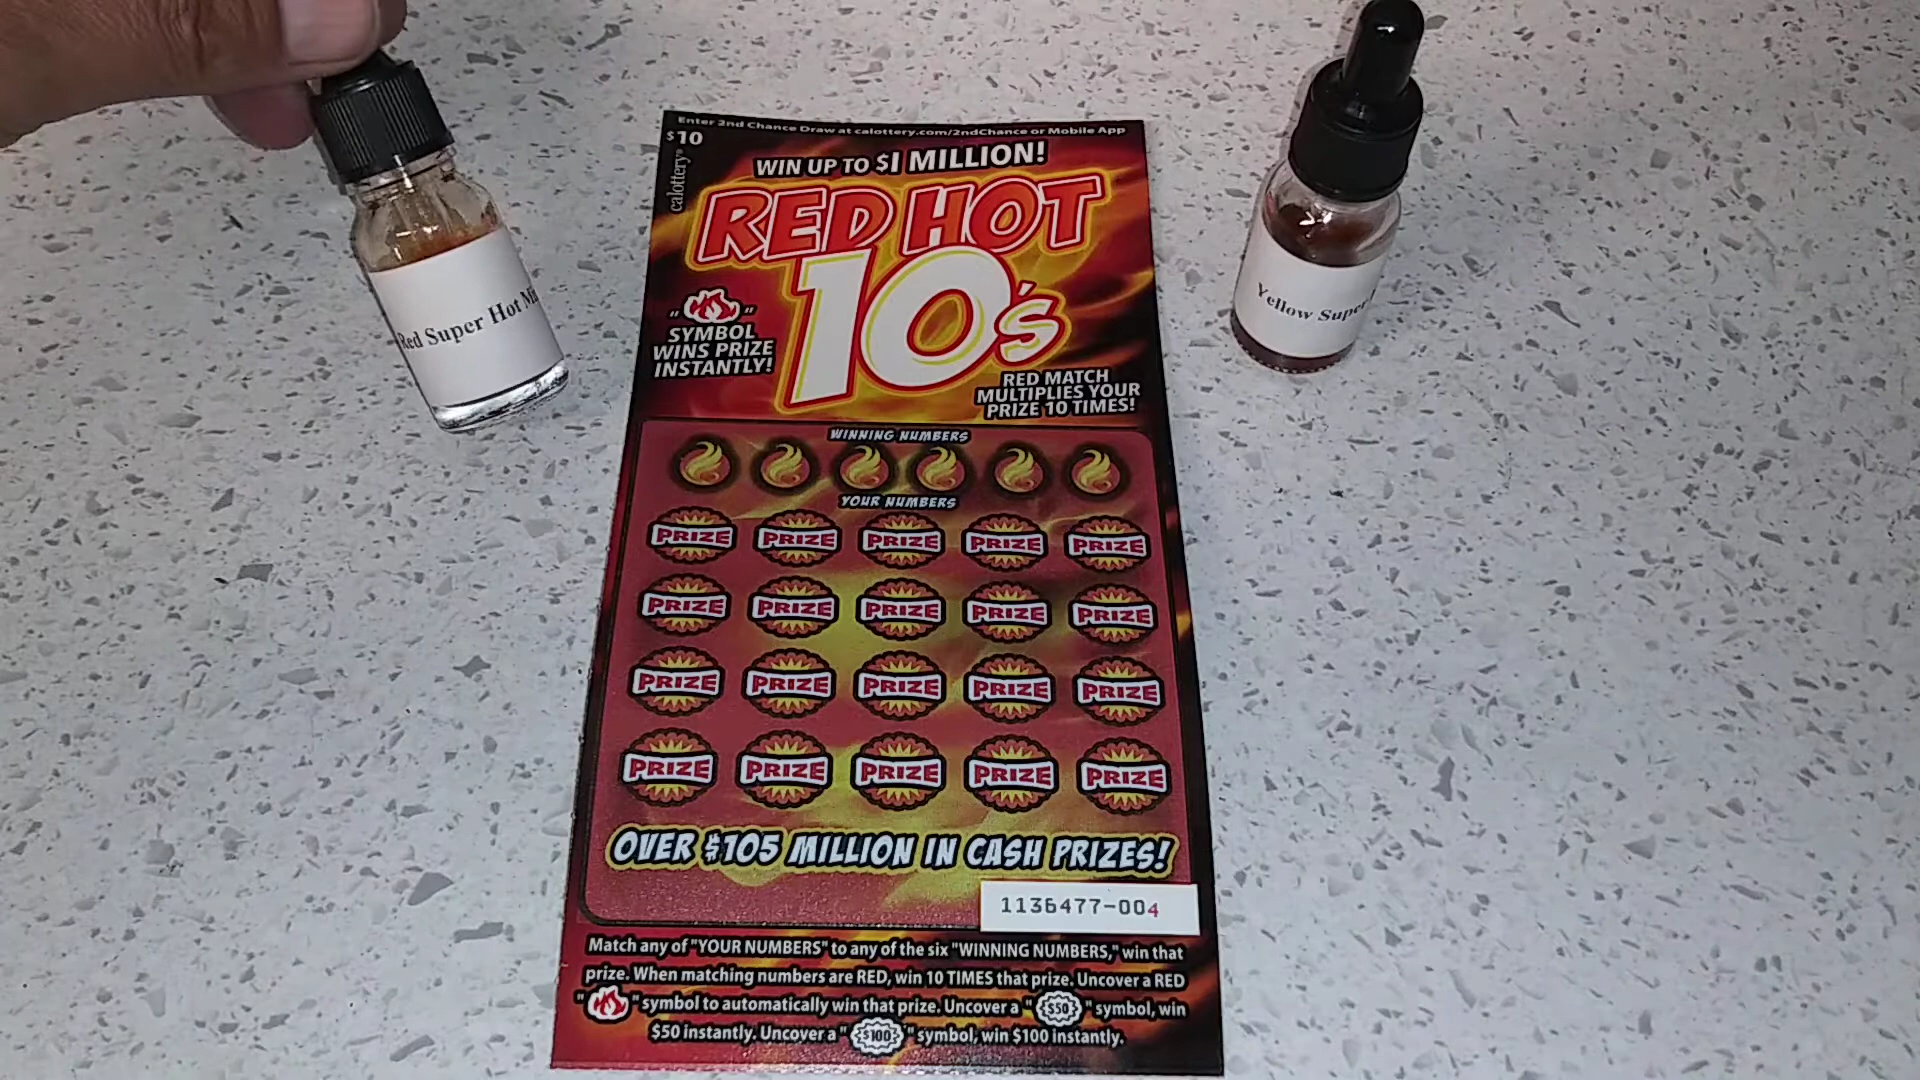 Red Super Hot
Yellow
Enter 2nd Chance Draw at calottery.com/2ndChance or Mobile App
$10
calottery
WIN UP TO $1 MILLION!
RED HOT
10's
" "
SYMBOL
WINS PRIZE
INSTANTLY!
RED MATCH
MULTIPLIES YOUR
PRIZE 10 TIMES!
WINNING NUMBERS
YOUR NUMBERS
PRIZE PRIZE PRIZE PRIZE PRIZE
PRIZE PRIZE PRIZE PRIZE PRIZE
PRIZE PRIZE PRIZE PRIZE PRIZE
PRIZE PRIZE PRIZE PRIZE PRIZE
OVER $105 MILLION IN CASH PRIZES!
1136477-004
Match any of "YOUR NUMBERS" to any of the six "WINNING NUMBERS," win that
prize. When matching numbers are RED, win 10 TIMES that prize. Uncover a RED
" " symbol to automatically win that prize. Uncover a "$50" symbol, win
$50 instantly. Uncover a "$100" symbol, win $100 instantly.